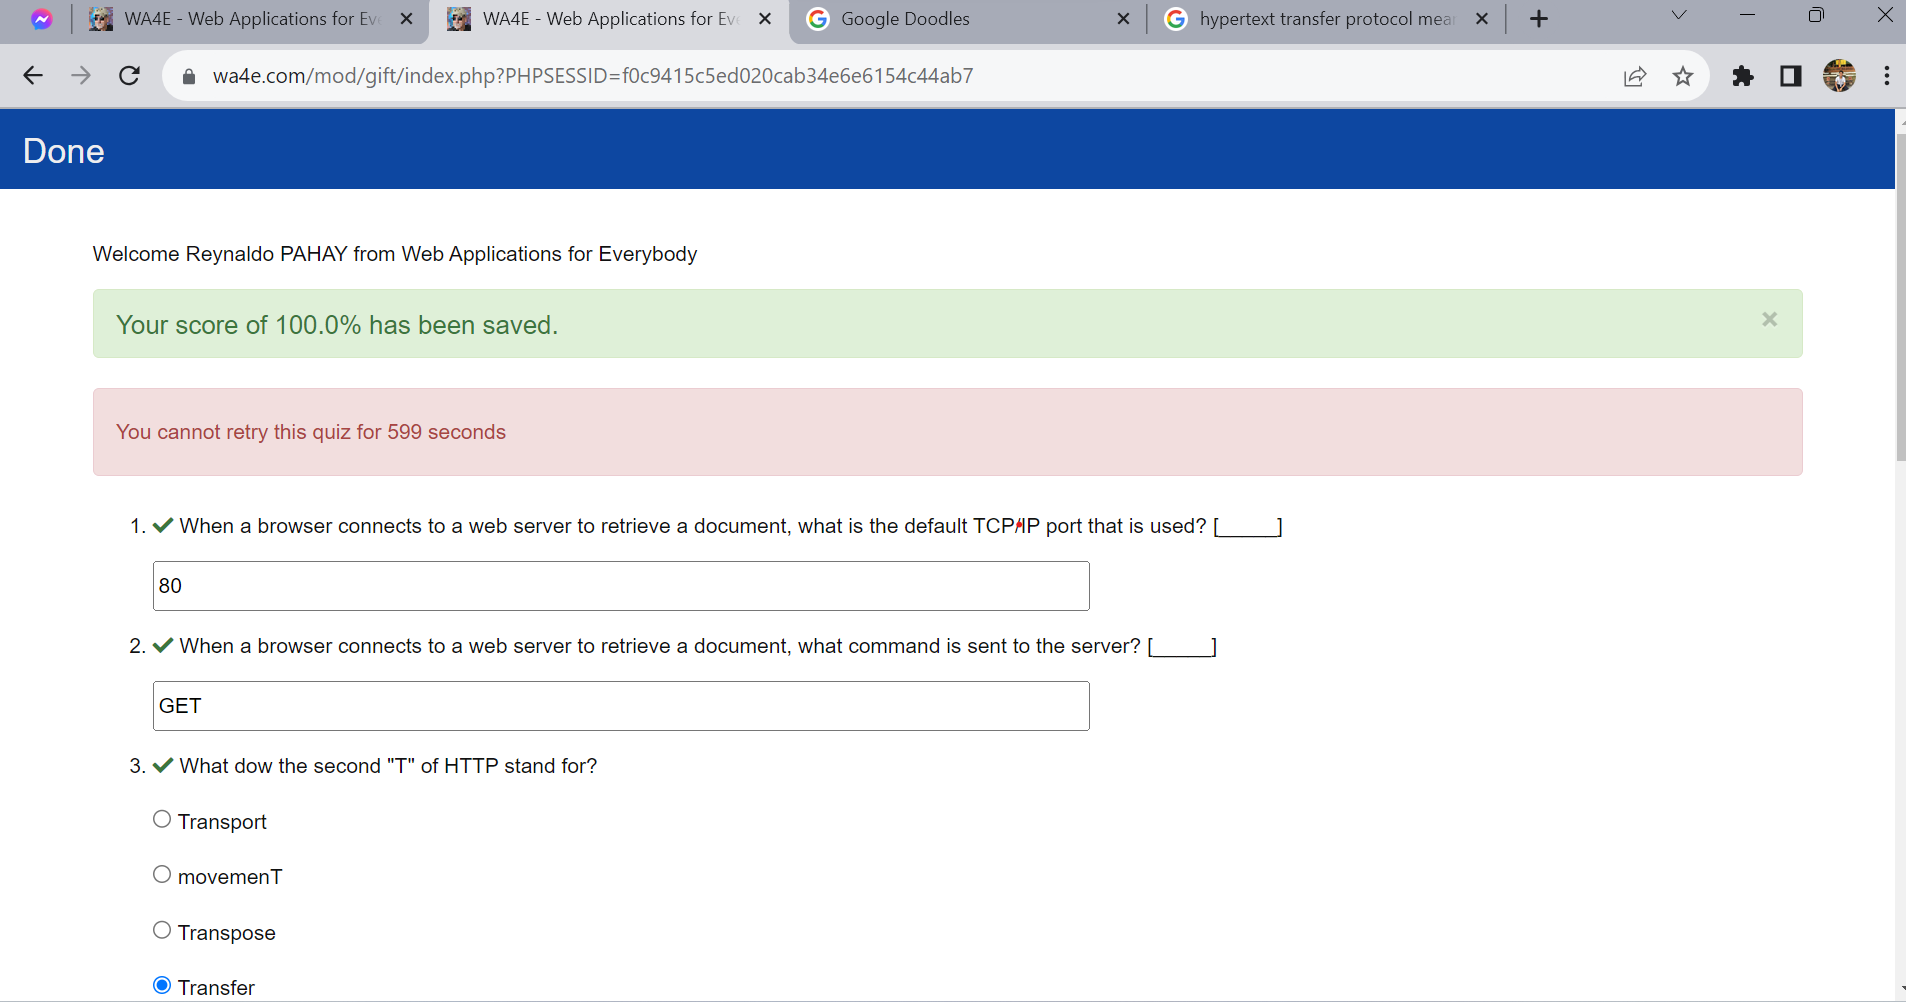 WA4E - Web Applications for Eve
WA4E - Web Applications for Eve
Google Doodles
hypertext transfer protocol mea
wa4e.com/mod/gift/index.php?PHPSESSID=f0c9415c5ed020cab34e6e6154c44ab7
Done
Welcome Reynaldo PAHAY from Web Applications for Everybody
Your score of 100.0% has been saved.
You cannot retry this quiz for 599 seconds
1. When a browser connects to a web server to retrieve a document, what is the default TCP/IP port that is used? [_____]
80
2. When a browser connects to a web server to retrieve a document, what command is sent to the server? [_____]
GET
3. What dow the second "T" of HTTP stand for?
Transport
movemenT
Transpose
Transfer